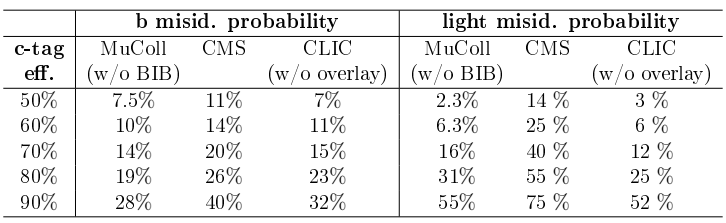 b misid. probability light misid. probability
c-tag MuColl CMS CLIC MuColl CMS CLIC
eff. (w/o BIB) (w/o overlay) (w/o BIB) (w/o overlay)
50% 7.5% 11% 7% 2.3% 14 % 3 %
60% 10% 14% 11% 6.3% 25 % 6 %
70% 14% 20% 15% 16% 40 % 12 %
80% 19% 26% 23% 31% 55 % 25 %
90% 28% 40% 32% 55% 75 % 52 %